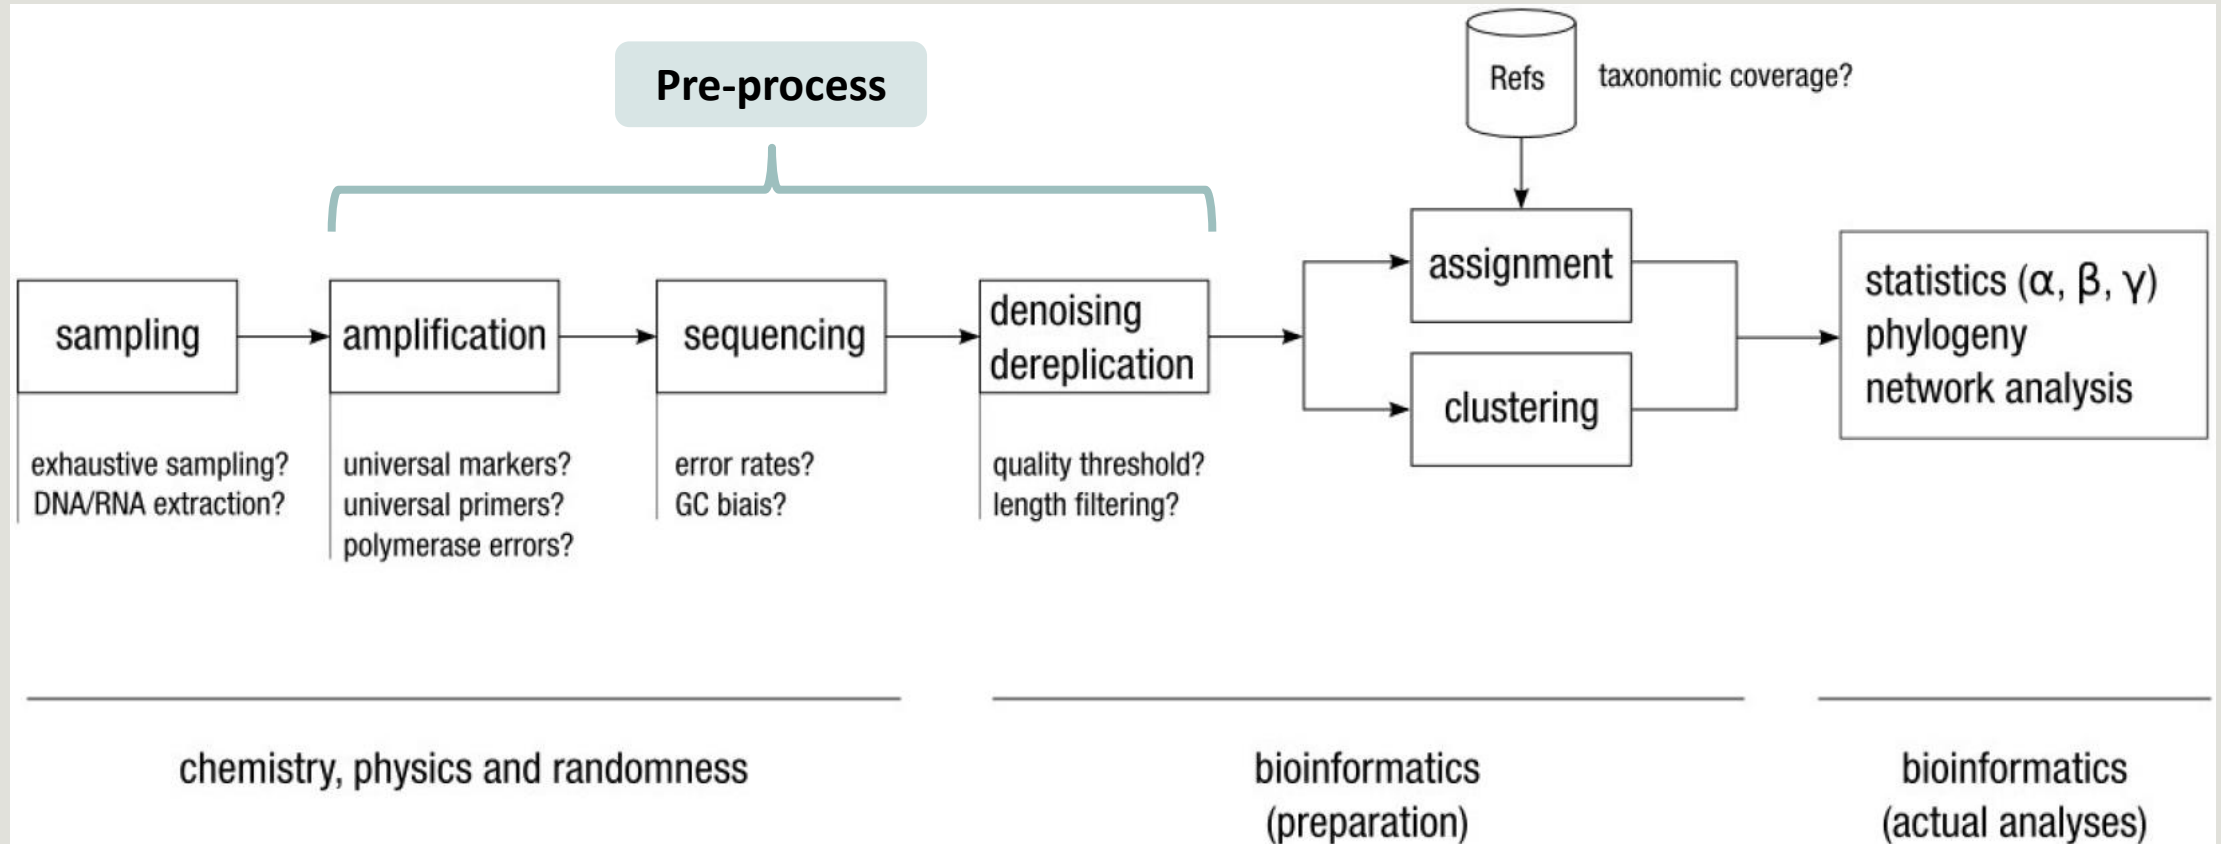 Pre-process
Refs
taxonomic coverage?
sampling
exhaustive sampling?
DNA/RNA extraction?
amplification
universal markers?
universal primers?
polymerase errors?
sequencing
error rates?
GC biais?
denoising
dereplication
quality threshold?
length filtering?
assignment
clustering
statistics (α, β, γ)
phylogeny
network analysis
chemistry, physics and randomness
bioinformatics
(preparation)
bioinformatics
(actual analyses)